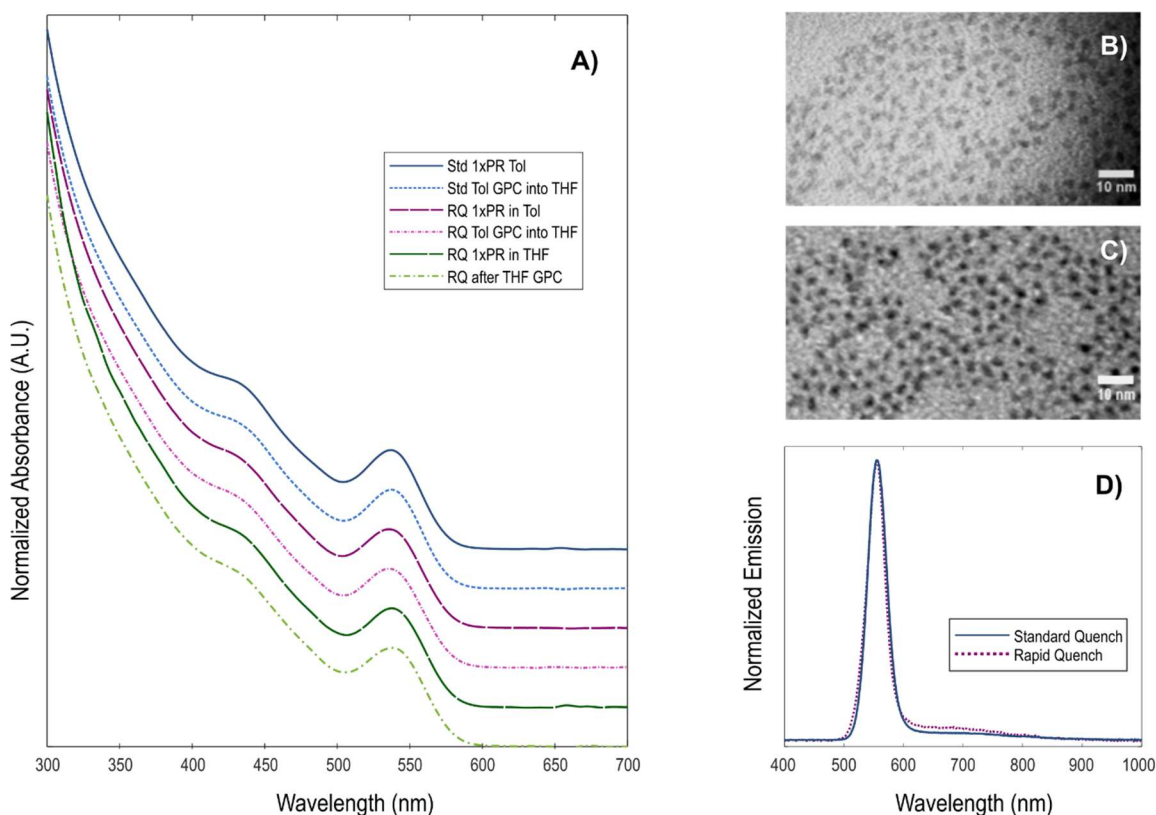 A)
Std 1xPR Tol
Std Tol GPC into THF
RQ 1xPR in Tol
RQ Tol GPC into THF
RQ 1xPR in THF
RQ after THF GPC
Normalized Absorbance (A.U.)
300 350 400 450 500 550 600 650 700
Wavelength (nm)
B)
10 nm
C)
10 nm
D)
Standard Quench
Rapid Quench
Normalized Emission
400 500 600 700 800 900 1000
Wavelength (nm)